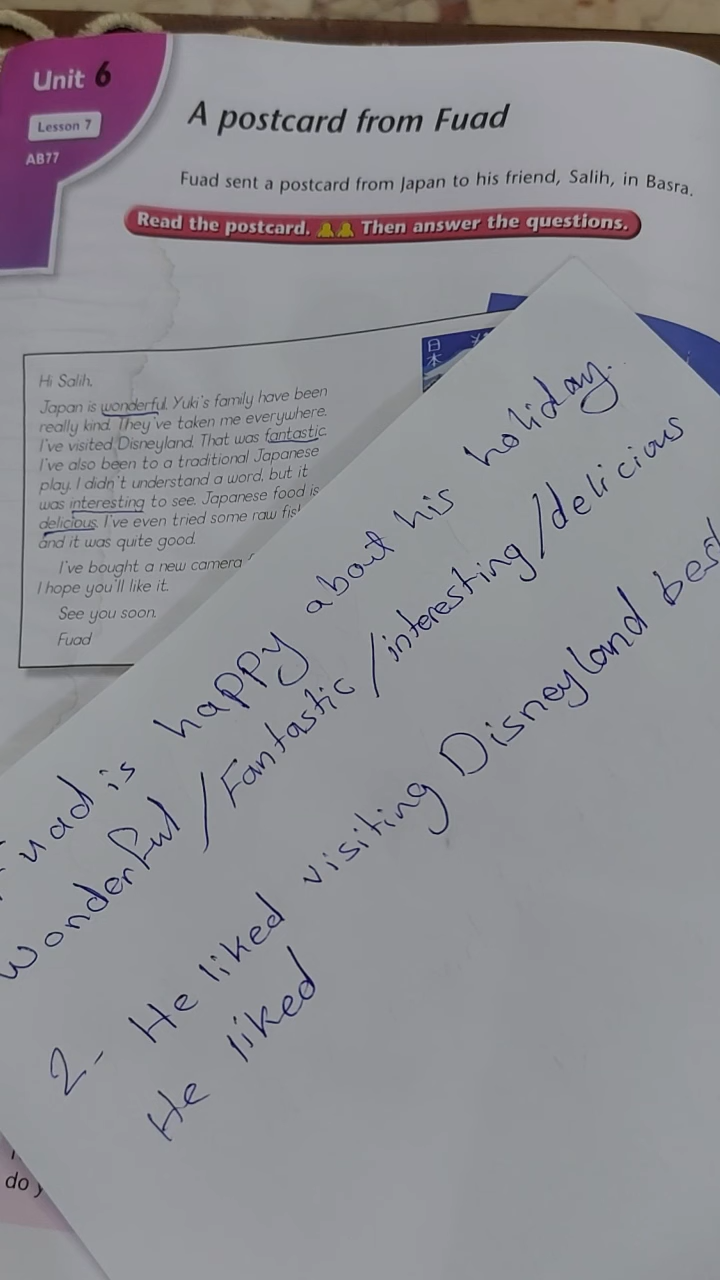 Unit 6
Lesson 7
AB77
A postcard from Fuad
Fuad sent a postcard from Japan to his friend, Salih, in Basra.
Read the postcard. Then answer the questions.
日本
Hi Salih,
Japan is wonderful. Yuki's family have been
really kind. They've taken me everywhere.
I've visited Disneyland. That was fantastic.
I've also been to a traditional Japanese
play. I didn't understand a word, but it
was interesting to see. Japanese food is
delicious. I've even tried some raw
and it was quite good.
I've bought a new camera
I hope you'll like it.
See you soon.
Fuad
Fuad is happy about his holiday.
wonderful / Fantastic / interesting / delicious
2- He liked visiting Disneyland
He liked
do